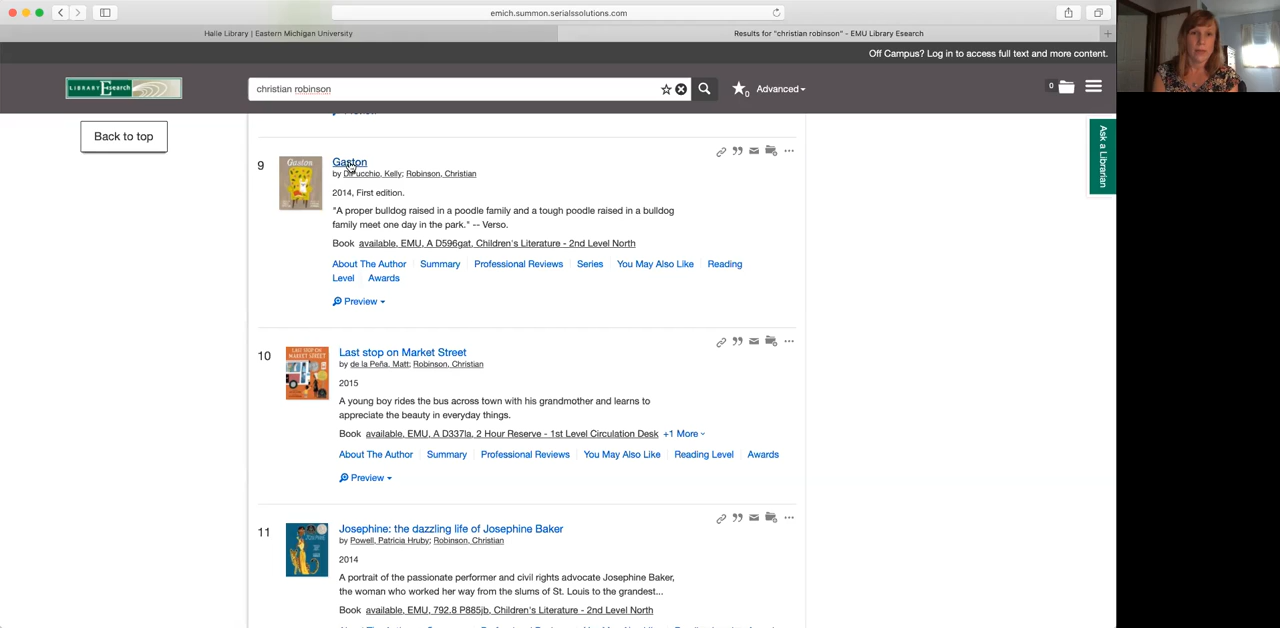 emich.summon.serialssolutions.com
Halle Library | Eastern Michigan University
Results for "christian robinson" - EMU Library Esearch
Off Campus? Log in to access full text and more content.
LIBRARY Esearch
christian robinson
0
Advanced
0
Back to top
Ask a Librarian
9
Gaston
Gaston
by DiPucchio, Kelly; Robinson, Christian
2014, First edition.
"A proper bulldog raised in a poodle family and a tough poodle raised in a bulldog
family meet one day in the park." -- Verso.
Book available, EMU, A D596gat, Children's Literature - 2nd Level North
About The Author Summary Professional Reviews Series You May Also Like Reading
Level Awards
Preview
10
LAST STOP ON MARKET STREET
Last stop on Market Street
by de la Peña, Matt; Robinson, Christian
2015
A young boy rides the bus across town with his grandmother and learns to
appreciate the beauty in everyday things.
Book available, EMU, A D337la, 2 Hour Reserve - 1st Level Circulation Desk +1 More
About The Author Summary Professional Reviews You May Also Like Reading Level Awards
Preview
11
Josephine: the dazzling life of Josephine Baker
by Powell, Patricia Hruby; Robinson, Christian
2014
A portrait of the passionate performer and civil rights advocate Josephine Baker,
the woman who worked her way from the slums of St. Louis to the grandest...
Book available, EMU, 792.8 P885jb, Children's Literature - 2nd Level North